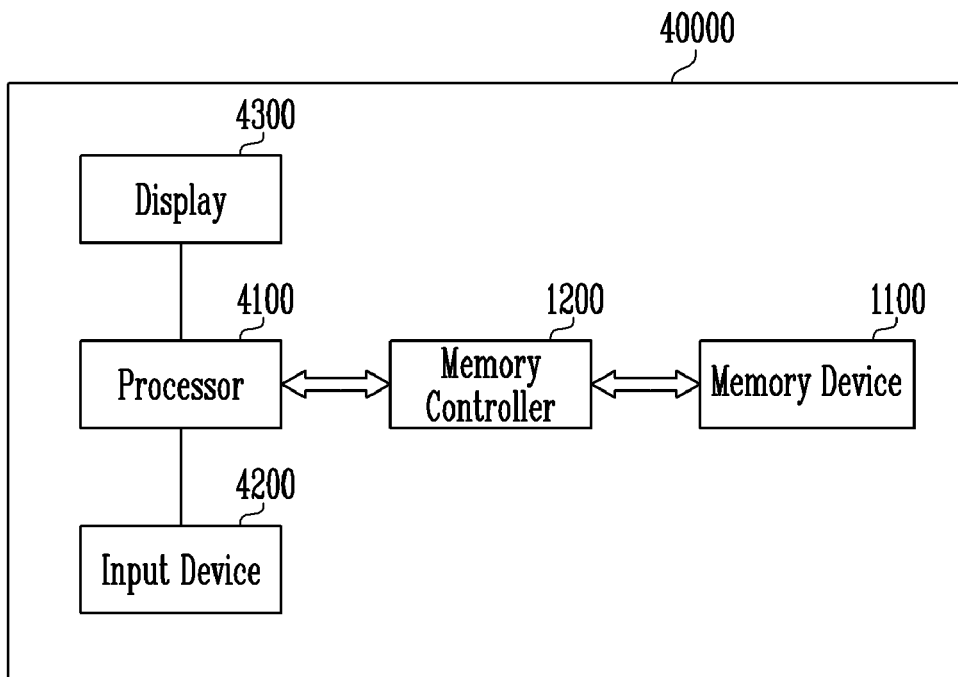 40000
4300
Display
4100
1200
1100
Processor
Memory
Controller
Memory Device
4200
Input Device